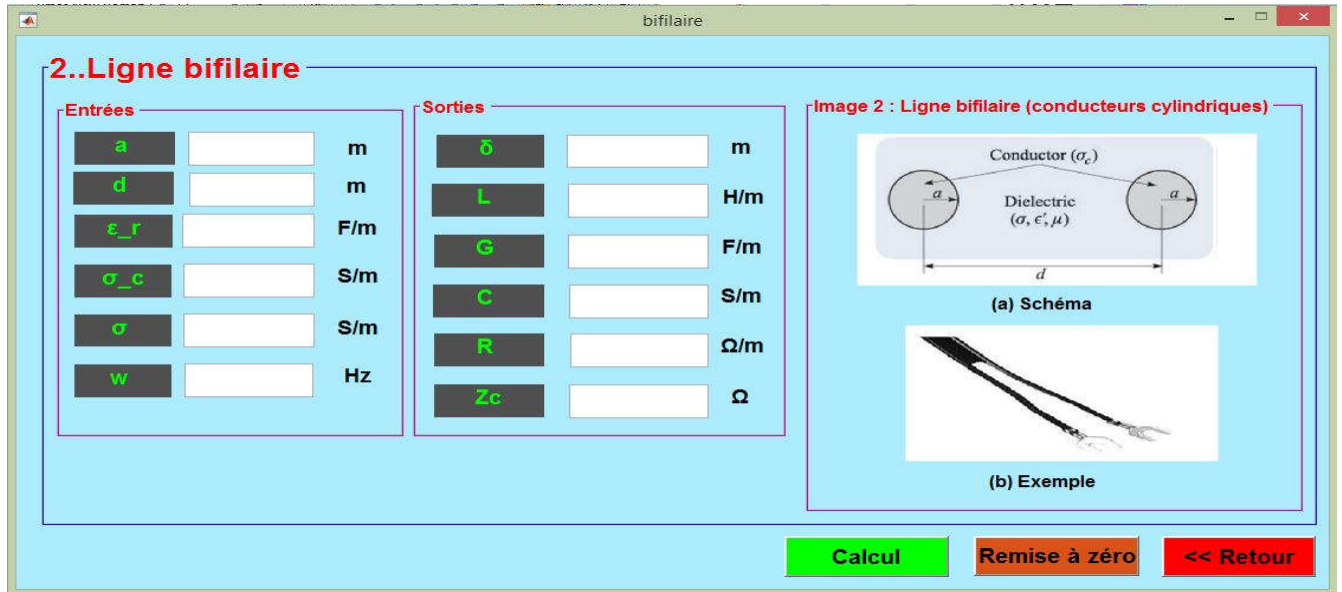 bifilaire
2..Ligne bifilaire
Entrées
a m
d m
ε_r F/m
σ_c S/m
σ S/m
w Hz
Sorties
δ m
L H/m
G F/m
C S/m
R Ω/m
Zc Ω
Image 2 : Ligne bifilaire (conducteurs cylindriques)
Conductor (σc)
a
a
Dielectric
(σ, ϵ′, μ)
d
(a) Schéma
(b) Exemple
Calcul
Remise à zéro
<< Retour